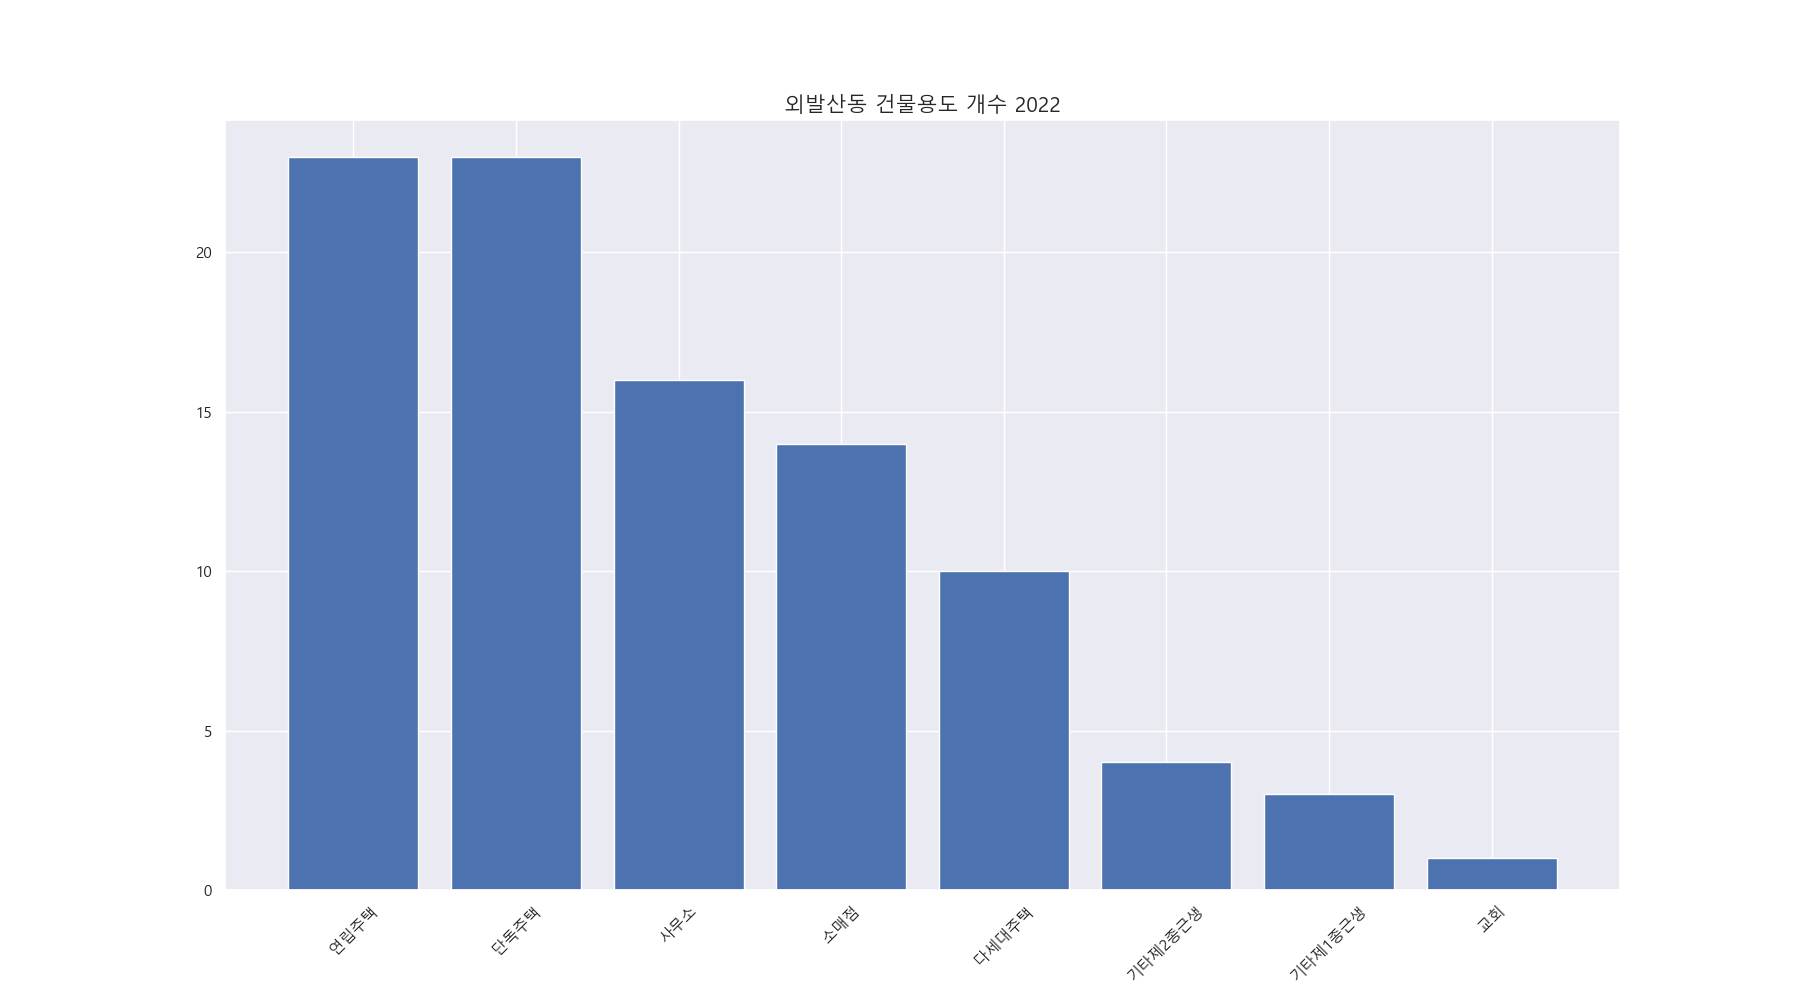 외발산동 건물용도 개수 2022
20
15
10
5
0
연립주택
단독주택
사무소
소매점
다세대주택
기타제2종근생
기타제1종근생
교회